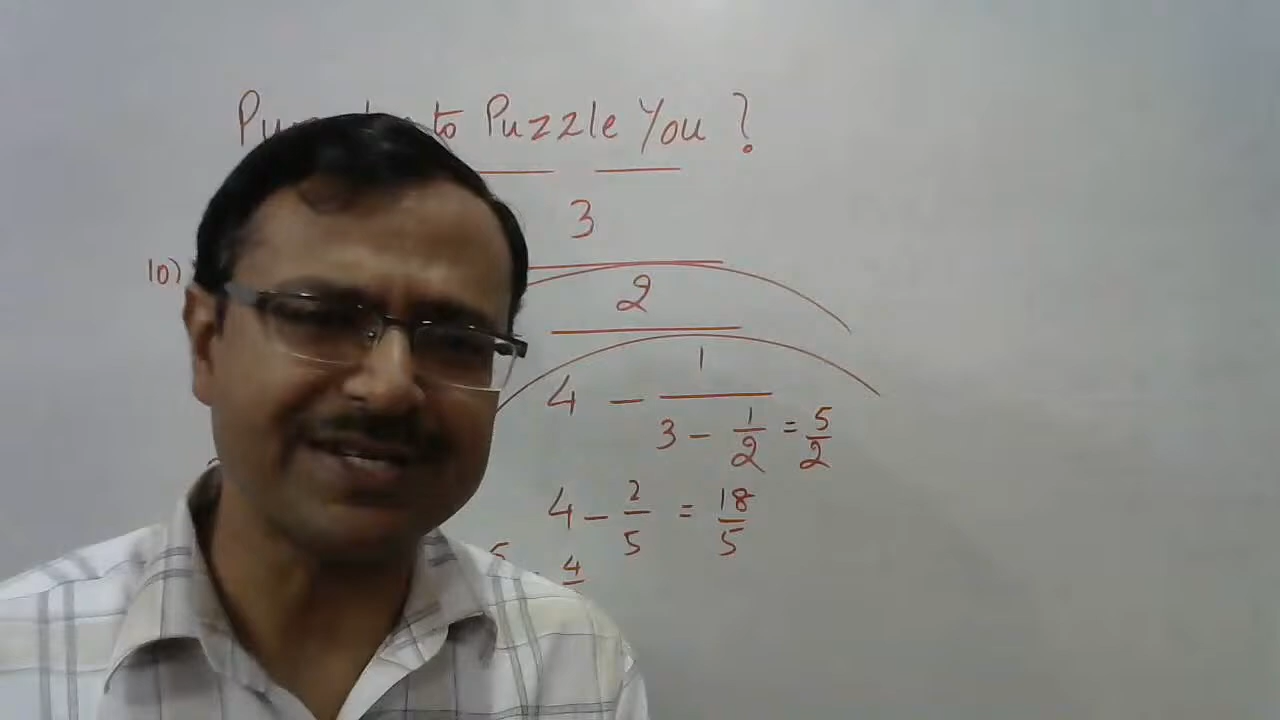 to Puzzle You ?
3
10)
2
1
4 - 3 - 1/2 = 5/2
4 - 2/5 = 18/5
5 4